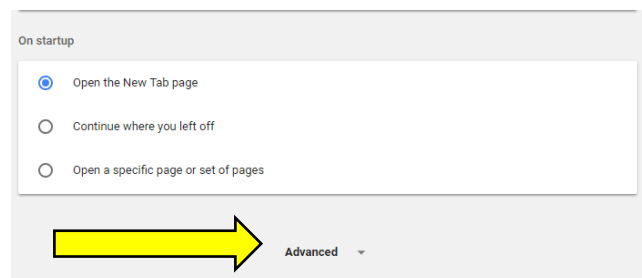 On startup
Open the New Tab page
Continue where you left off
Open a specific page or set of pages
Advanced